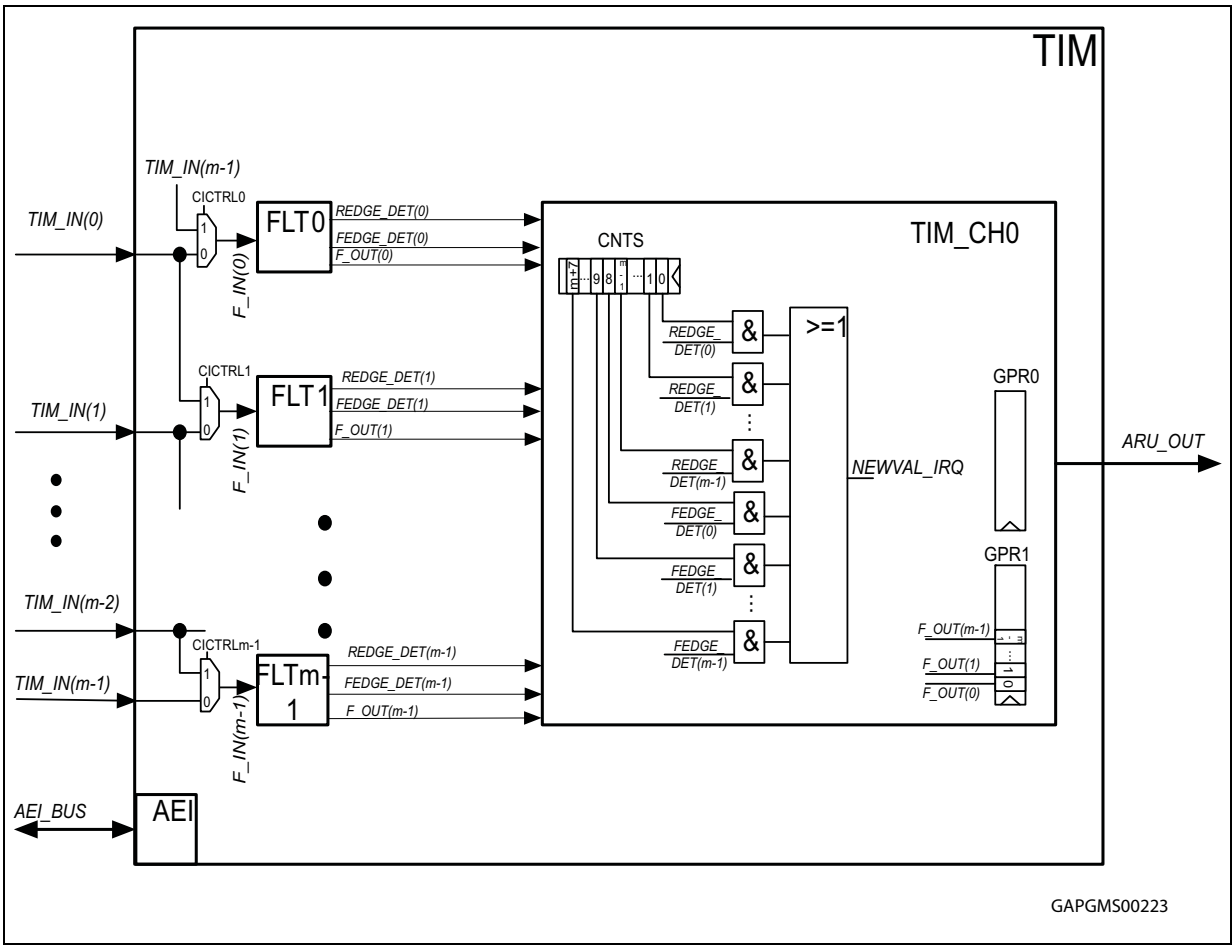 TIM
TIM_IN(m-1)
CICTRL0
TIM_IN(0)
1
0
F_IN(0)
FLT0
REDGE_DET(0)
FEDGE_DET(0)
F_OUT(0)
TIM_CH0
CNTS
m+7 ... 9 8 m-1 ... 1 0
REDGE_
DET(0)
&
>=1
CICTRL1
TIM_IN(1)
1
0
F_IN(1)
FLT1
REDGE_DET(1)
FEDGE_DET(1)
F_OUT(1)
REDGE_
DET(1)
&
⋮
REDGE_
DET(m-1)
&
NEWVAL_IRQ
FEDGE_
DET(0)
&
FEDGE_
DET(1)
&
⋮
FEDGE_
DET(m-1)
&
GPR0
ARU_OUT
GPR1
F_OUT(m-1)
m-1
...
F_OUT(1)
1
0
F_OUT(0)
TIM_IN(m-2)
CICTRLm-1
TIM_IN(m-1)
1
0
F_IN(m-1)
FLTm-
1
REDGE_DET(m-1)
FEDGE_DET(m-1)
F_OUT(m-1)
AEI_BUS
AEI
GAPGMS00223